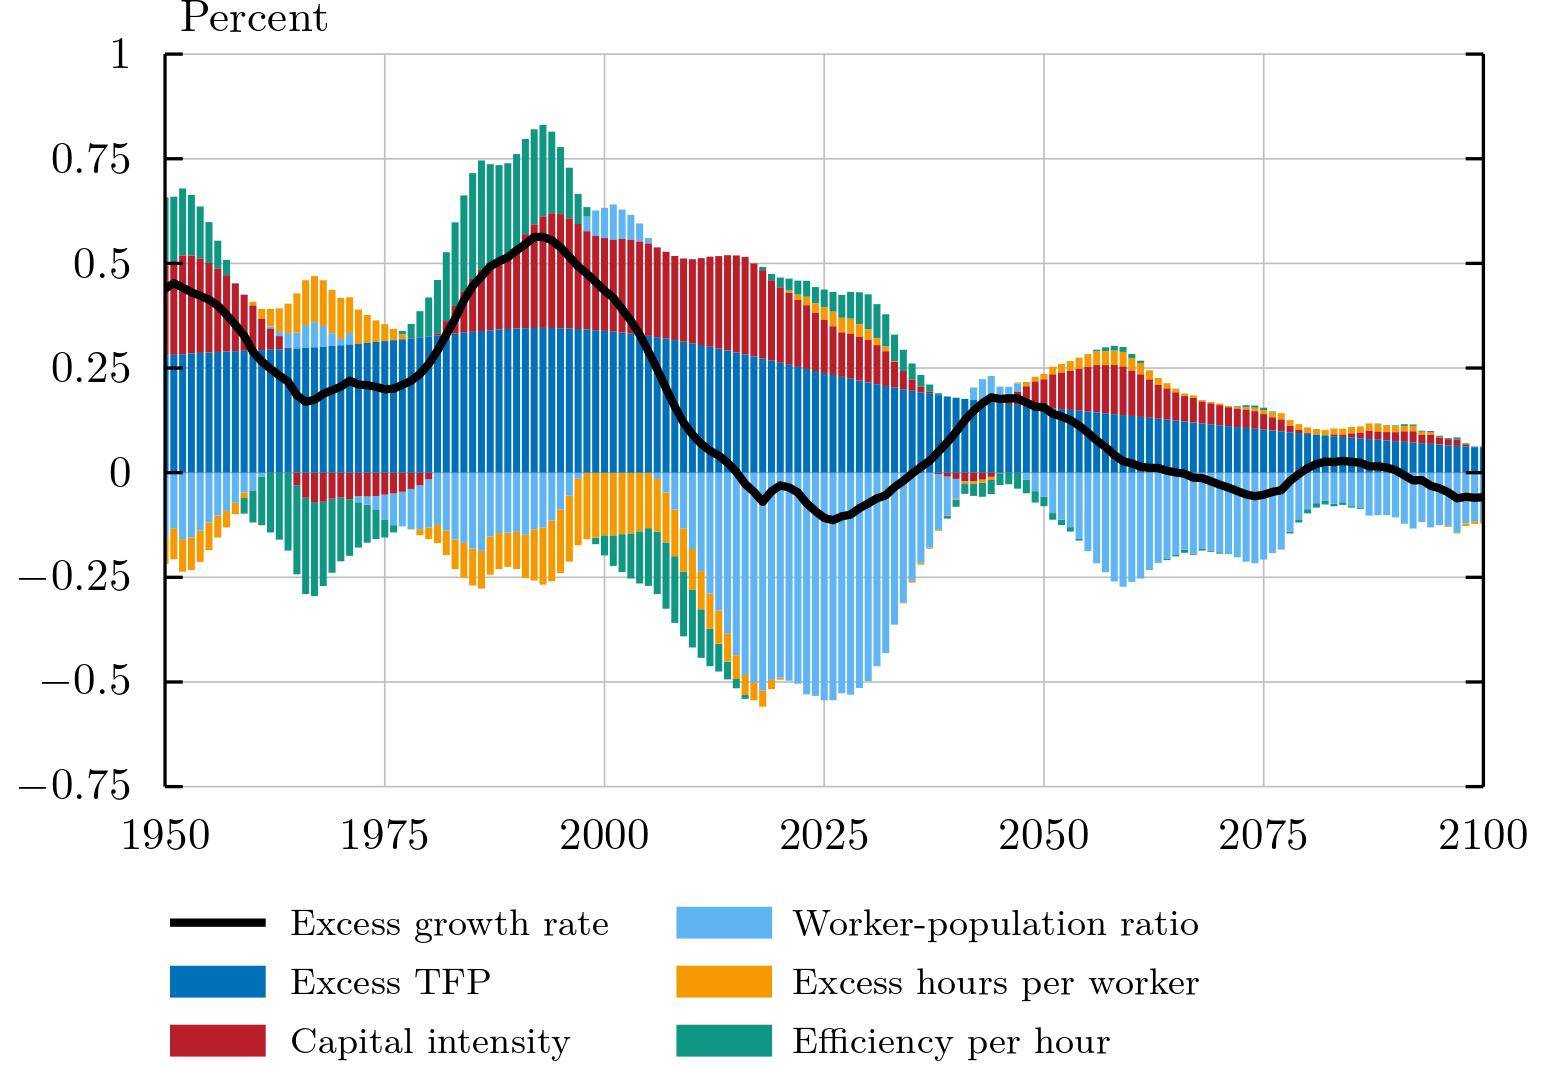 Percent
1
0.75
0.5
0.25
0
−0.25
−0.5
−0.75
1950 1975 2000 2025 2050 2075 2100
Excess growth rate Worker-population ratio
Excess TFP Excess hours per worker
Capital intensity Efficiency per hour